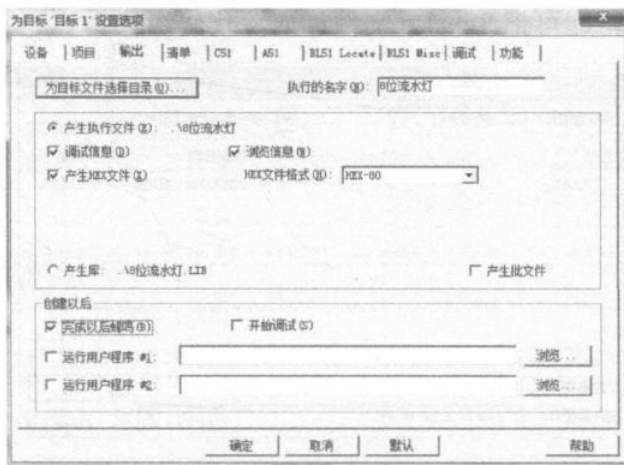 为目标 '目标 1' 设置选项
设备 项目 输出 清单 C51 A51 BL51 Locate BL51 Misc 调试 功能
为目标文件选择目录(O)... 执行的名字(N): 8位流水灯
产生执行文件(E): .\8位流水灯
调试信息(D) 浏览信息(B)
产生HEX文件(X) HEX文件格式(H): HEX-80
产生库: .\8位流水灯.LIB 产生批文件
创建以后
完成以后蜂鸣(b) 开始调试(S)
运行用户程序 #1: 浏览...
运行用户程序 #2: 浏览...
确定 取消 默认 帮助